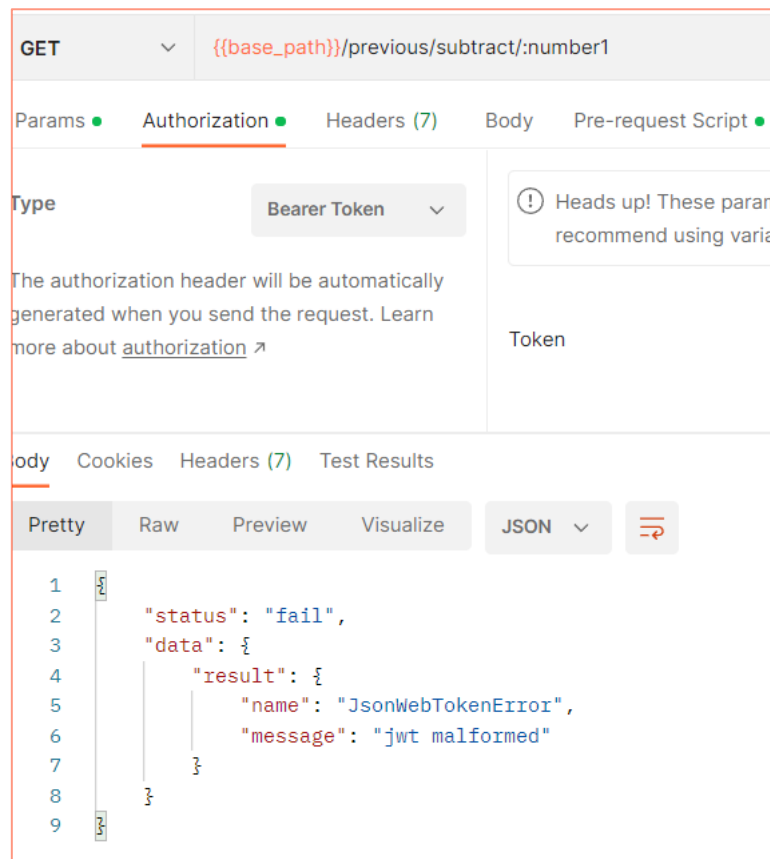 GET {{base_path}}/previous/subtract/:number1
Params Authorization Headers (7) Body Pre-request Script
Type Bearer Token
Heads up! These paran
recommend using varia
The authorization header will be automatically
generated when you send the request. Learn
more about authorization ↗
Token
Body Cookies Headers (7) Test Results
Pretty Raw Preview Visualize JSON
1 {
2 "status": "fail",
3 "data": {
4 "result": {
5 "name": "JsonWebTokenError",
6 "message": "jwt malformed"
7 }
8 }
9 }